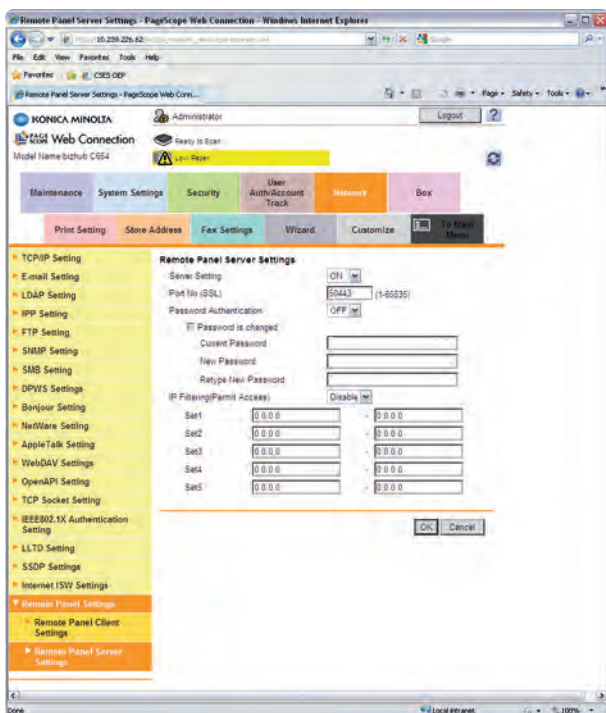 Remote Panel Server Settings - PageScope Web Connection - Windows Internet Explorer
10.239.226.62
File Edit View Favorites Tools Help
Favorites CSES OEP
Remote Panel Server Settings - PageScope Web Conn...
Page Safety Tools
KONICA MINOLTA Administrator Logout ?
PAGE SCOPE Web Connection Ready to Scan
Model Name:bizhub C654 Low Paper
Maintenance System Settings Security User Auth/Account Track Network Box
Print Setting Store Address Fax Settings Wizard Customize To Main Menu
TCP/IP Setting
E-mail Setting
LDAP Setting
IPP Setting
FTP Setting
SNMP Setting
SMB Setting
DPWS Settings
Bonjour Setting
NetWare Setting
AppleTalk Setting
WebDAV Settings
OpenAPI Setting
TCP Socket Setting
IEEE802.1X Authentication Setting
LLTD Setting
SSDP Settings
Internet ISW Settings
Remote Panel Settings
Remote Panel Client Settings
Remote Panel Server Settings
Remote Panel Server Settings
Server Setting ON
Port No.(SSL) 50443 (1-65535)
Password Authentication OFF
Password is changed
Current Password
New Password
Retype New Password
IP Filtering(Permit Access) Disable
Set1 0.0.0.0 - 0.0.0.0
Set2 0.0.0.0 - 0.0.0.0
Set3 0.0.0.0 - 0.0.0.0
Set4 0.0.0.0 - 0.0.0.0
Set5 0.0.0.0 - 0.0.0.0
OK Cancel
Done Local intranet 100%